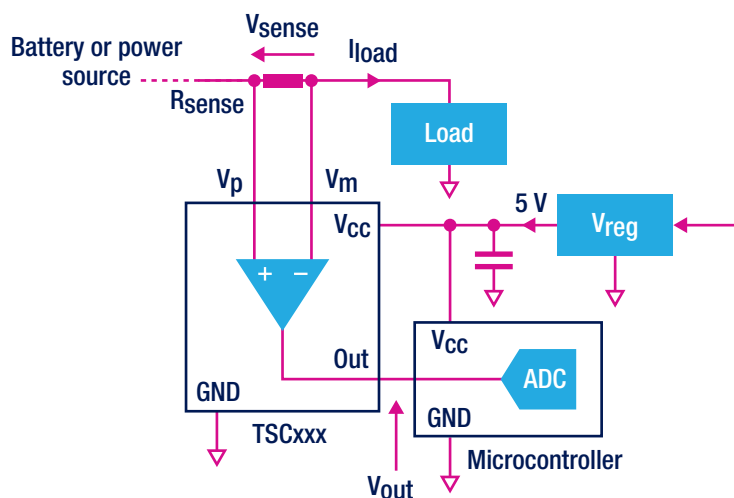 Vsense
Battery or power
source
Iload
Rsense
Load
Vp
Vm
Vcc
5 V
Vreg
+
−
Vcc
Out
ADC
GND
GND
TSCxxx
Microcontroller
Vout